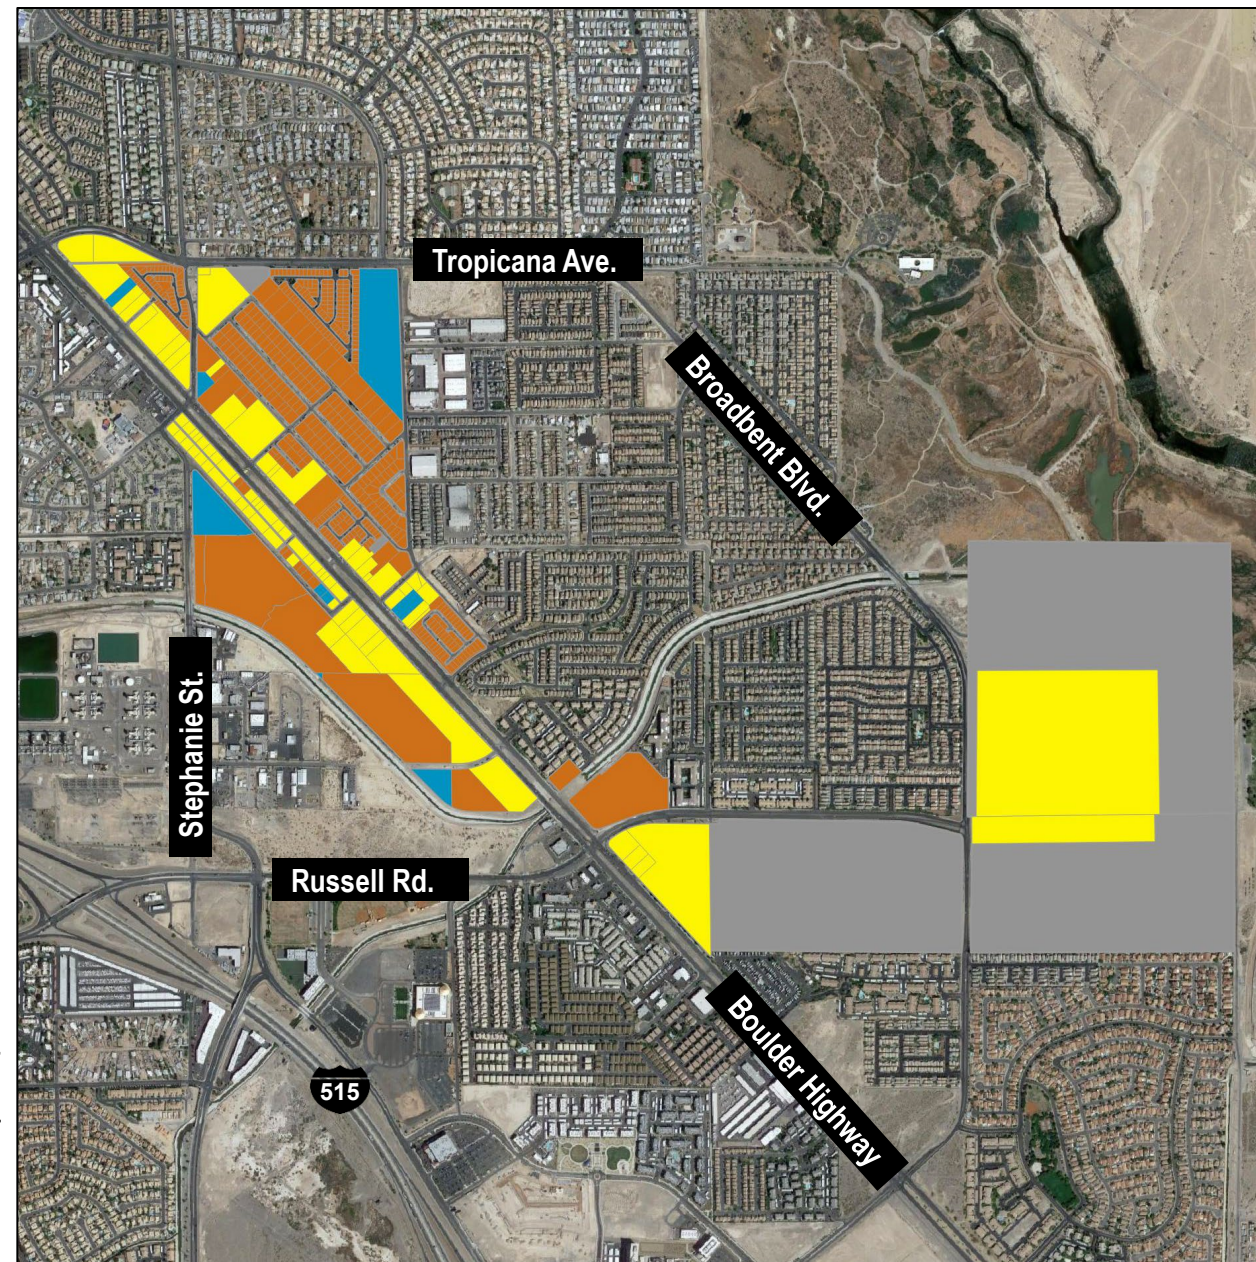 Tropicana Ave.
Broadbent Blvd.
Stephanie St.
Russell Rd.
Boulder Highway
515